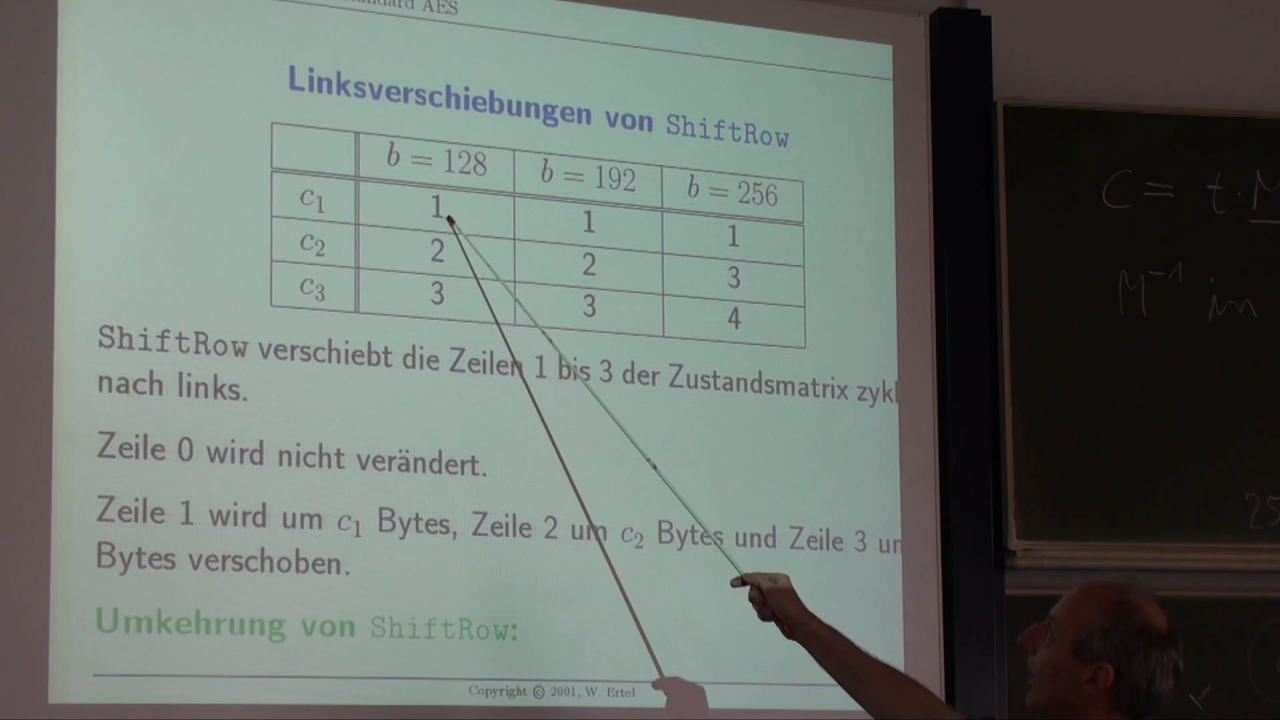 AES
Linksverschiebungen von ShiftRow
b = 128 b = 192 b = 256
c₁ 1 1 1
c₂ 2 2 3
c₃ 3 3 4
ShiftRow verschiebt die Zeilen 1 bis 3 der Zustandsmatrix zykl
nach links.
Zeile 0 wird nicht verändert.
Zeile 1 wird um c₁ Bytes, Zeile 2 um c₂ Bytes und Zeile 3 um
Bytes verschoben.
Umkehrung von ShiftRow:
Copyright © 2001, W. Ertel
C = t · M
M⁻¹ in